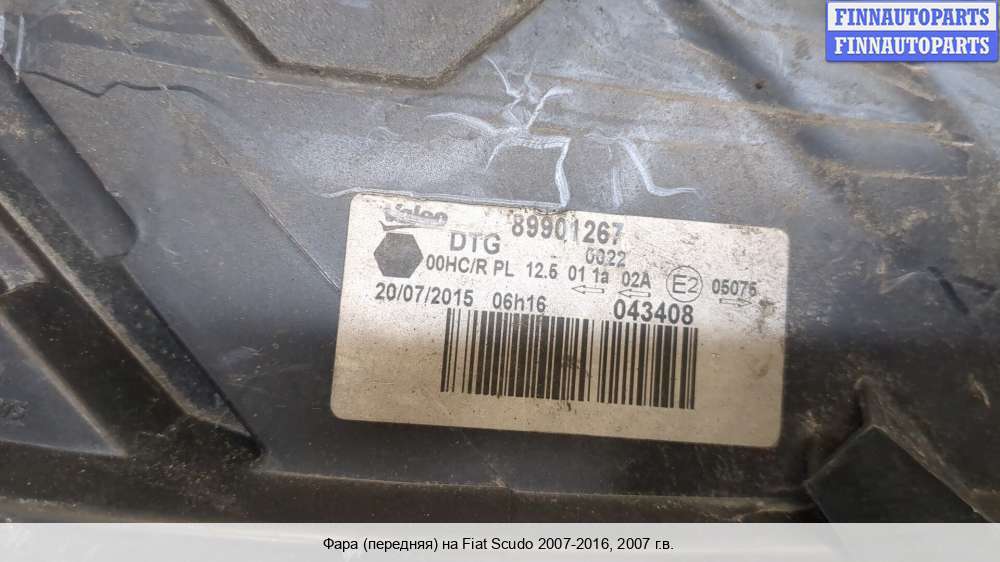 FINNAUTOPARTS
FINNAUTOPARTS
Valeo
89901267
DTG
0022
00HC/R PL 12.5 01 1a 02A E2 05075
20/07/2015 06h16 043408
Фара (передняя) на Fiat Scudo 2007-2016, 2007 г.в.